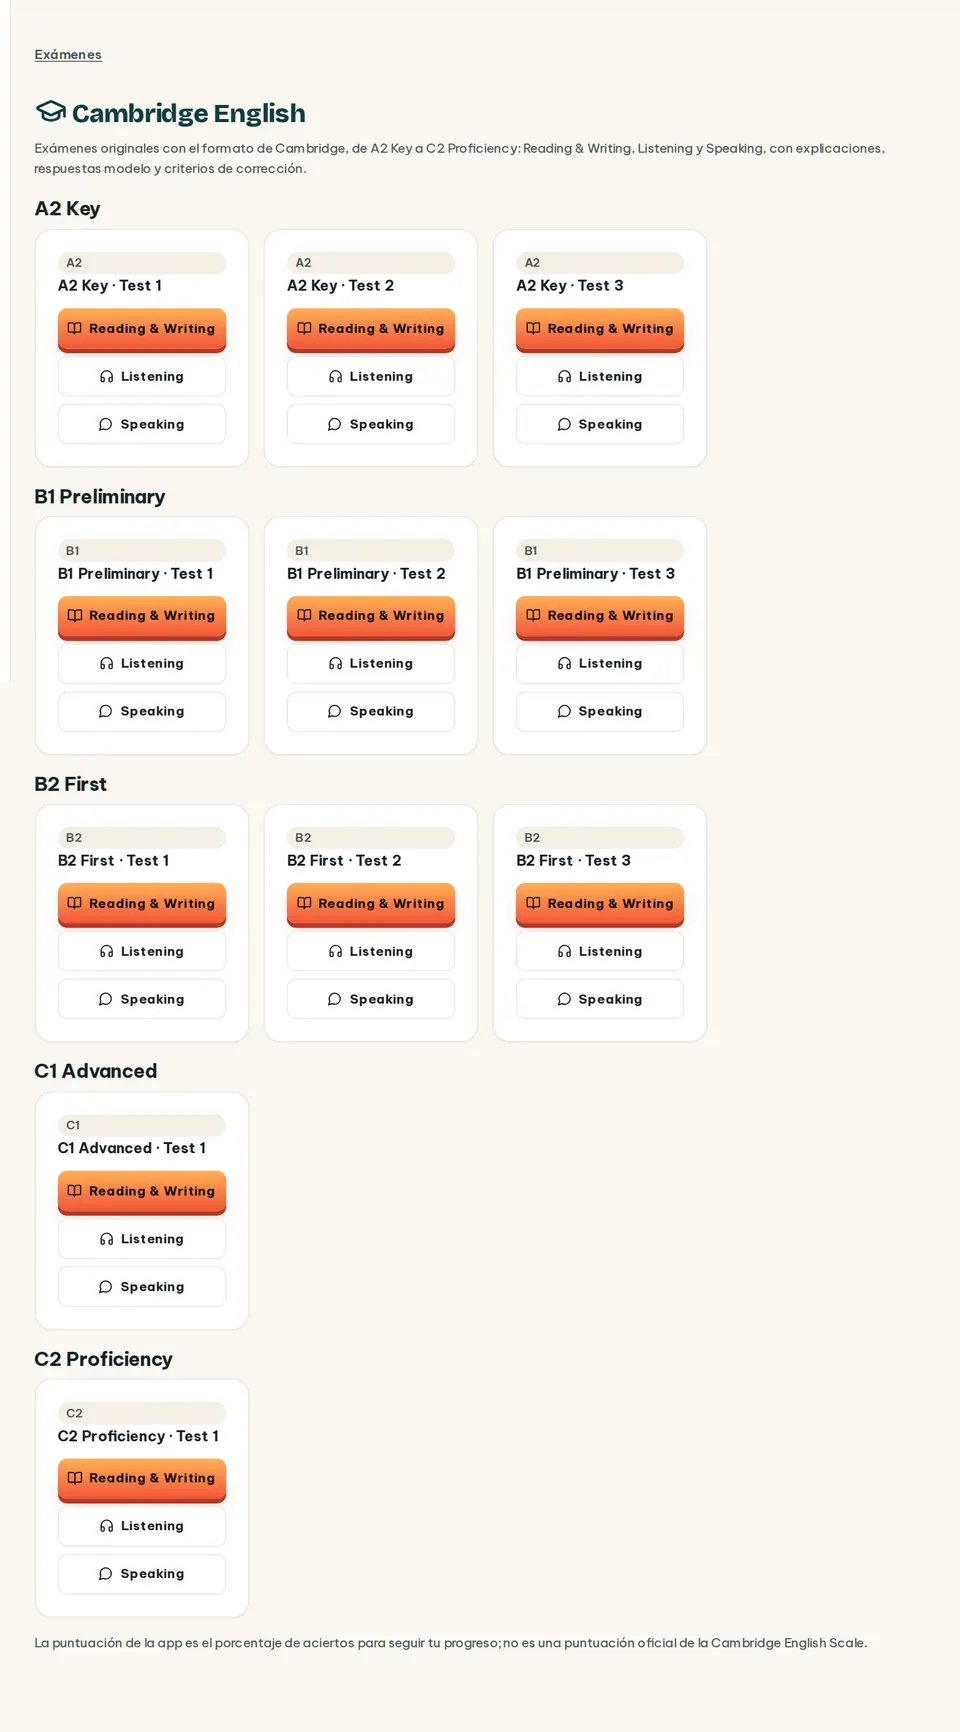 Exámenes
Cambridge English
Exámenes originales con el formato de Cambridge, de A2 Key a C2 Proficiency: Reading & Writing, Listening y Speaking, con explicaciones,
respuestas modelo y criterios de corrección.
A2 Key
A2 A2 A2
A2 Key · Test 1 A2 Key · Test 2 A2 Key · Test 3
Reading & Writing Reading & Writing Reading & Writing
Listening Listening Listening
Speaking Speaking Speaking
B1 Preliminary
B1 B1 B1
B1 Preliminary · Test 1 B1 Preliminary · Test 2 B1 Preliminary · Test 3
Reading & Writing Reading & Writing Reading & Writing
Listening Listening Listening
Speaking Speaking Speaking
B2 First
B2 B2 B2
B2 First · Test 1 B2 First · Test 2 B2 First · Test 3
Reading & Writing Reading & Writing Reading & Writing
Listening Listening Listening
Speaking Speaking Speaking
C1 Advanced
C1
C1 Advanced · Test 1
Reading & Writing
Listening
Speaking
C2 Proficiency
C2
C2 Proficiency · Test 1
Reading & Writing
Listening
Speaking
La puntuación de la app es el porcentaje de aciertos para seguir tu progreso; no es una puntuación oficial de la Cambridge English Scale.